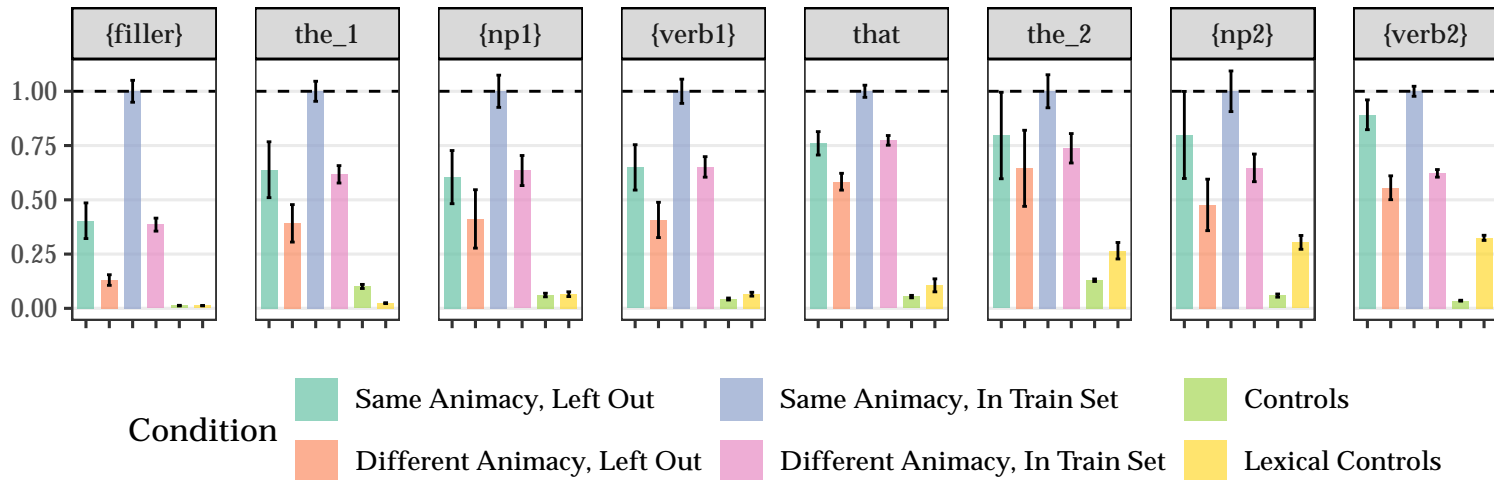 {filler} the_1 {np1} {verb1} that the_2 {np2} {verb2}
1.00
0.75
0.50
0.25
0.00
Condition
Same Animacy, Left Out Same Animacy, In Train Set Controls
Different Animacy, Left Out Different Animacy, In Train Set Lexical Controls